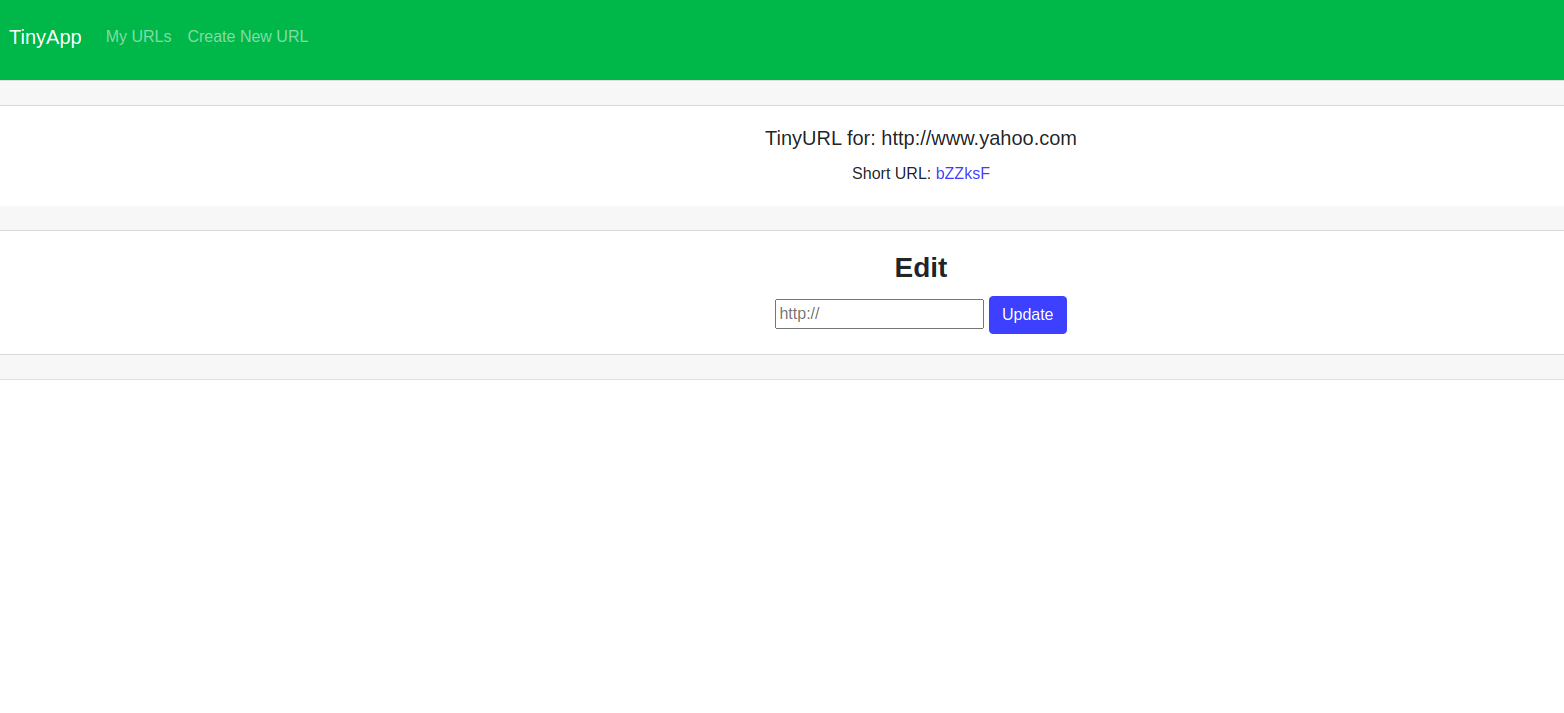 TinyApp My URLs Create New URL
TinyURL for: http://www.yahoo.com
Short URL: bZZksF
Edit
http:// Update